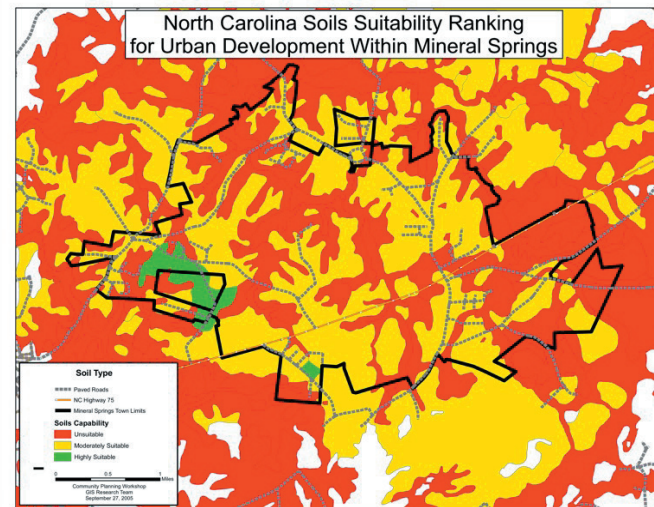 North Carolina Soils Suitability Ranking
for Urban Development Within Mineral Springs
Soil Type
Paved Roads
NC Highway 75
Mineral Springs Town Limits
Soils Capability
Unsuitable
Moderately Suitable
Highly Suitable
0 0.5 1
Miles
Community Planning Workshop
GIS Research Team
September 27, 2005